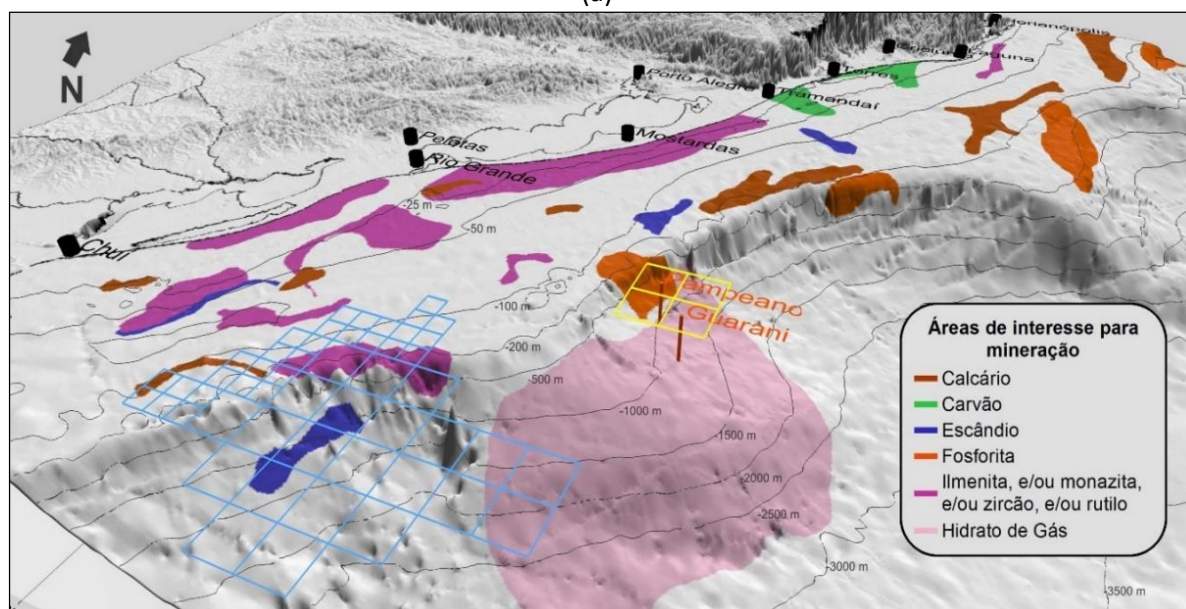 (a)
N
Florianópolis
Laguna
Torres
Porto Alegre
Tramandaí
Mostardas
Pelotas
Rio Grande
Chuí
-25 m
-50 m
-100 m
-200 m
-500 m
-1000 m
-1500 m
-2000 m
-2500 m
-3000 m
-3500 m
ampeano
Guarani
Áreas de interesse para
mineração
Calcário
Carvão
Escândio
Fosforita
Ilmenita, e/ou monazita,
e/ou zircão, e/ou rutilo
Hidrato de Gás